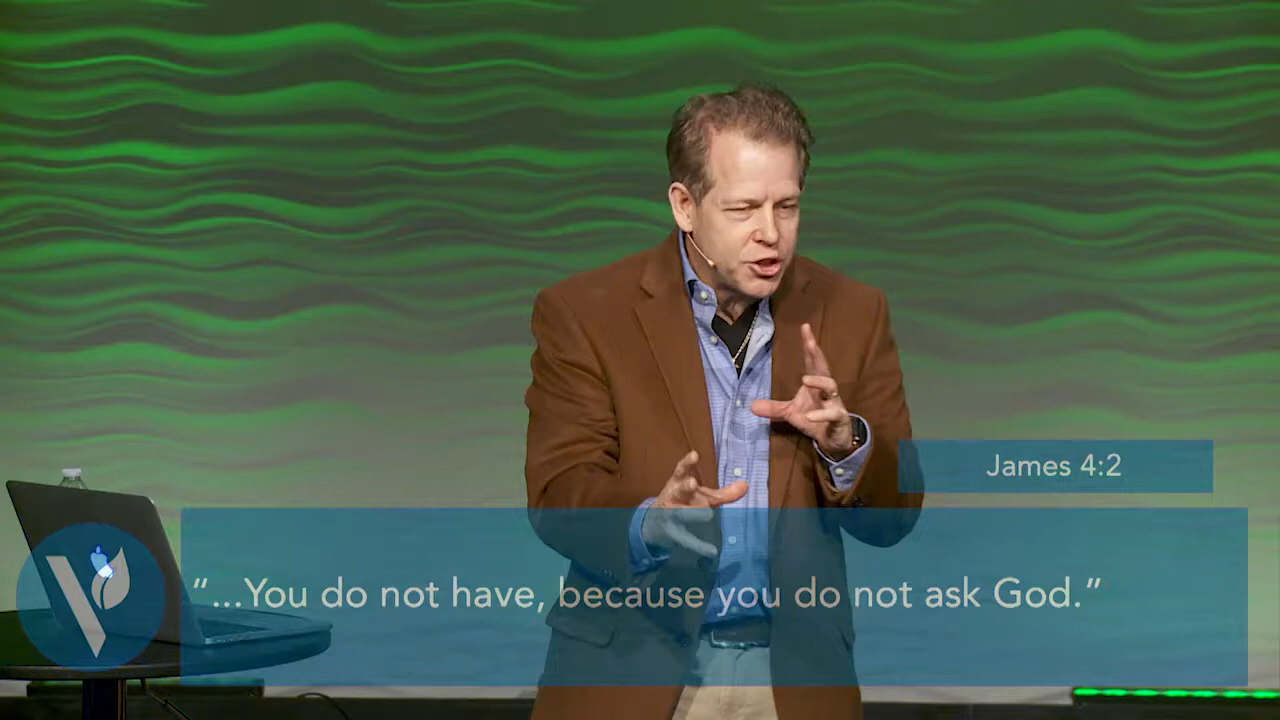 James 4:2
“...You do not have, because you do not ask God.”